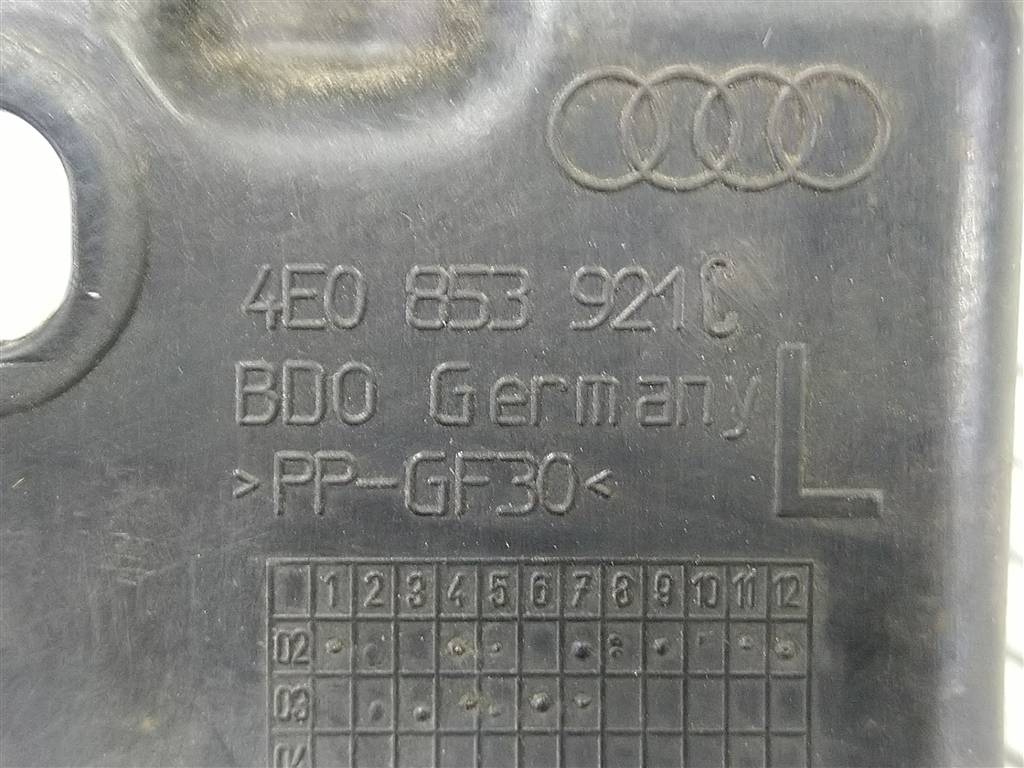 4E0 853 921C
BDO Germany
L
>PP-GF30<
1 2 3 4 5 6 7 8 9 10 11 12
02
03